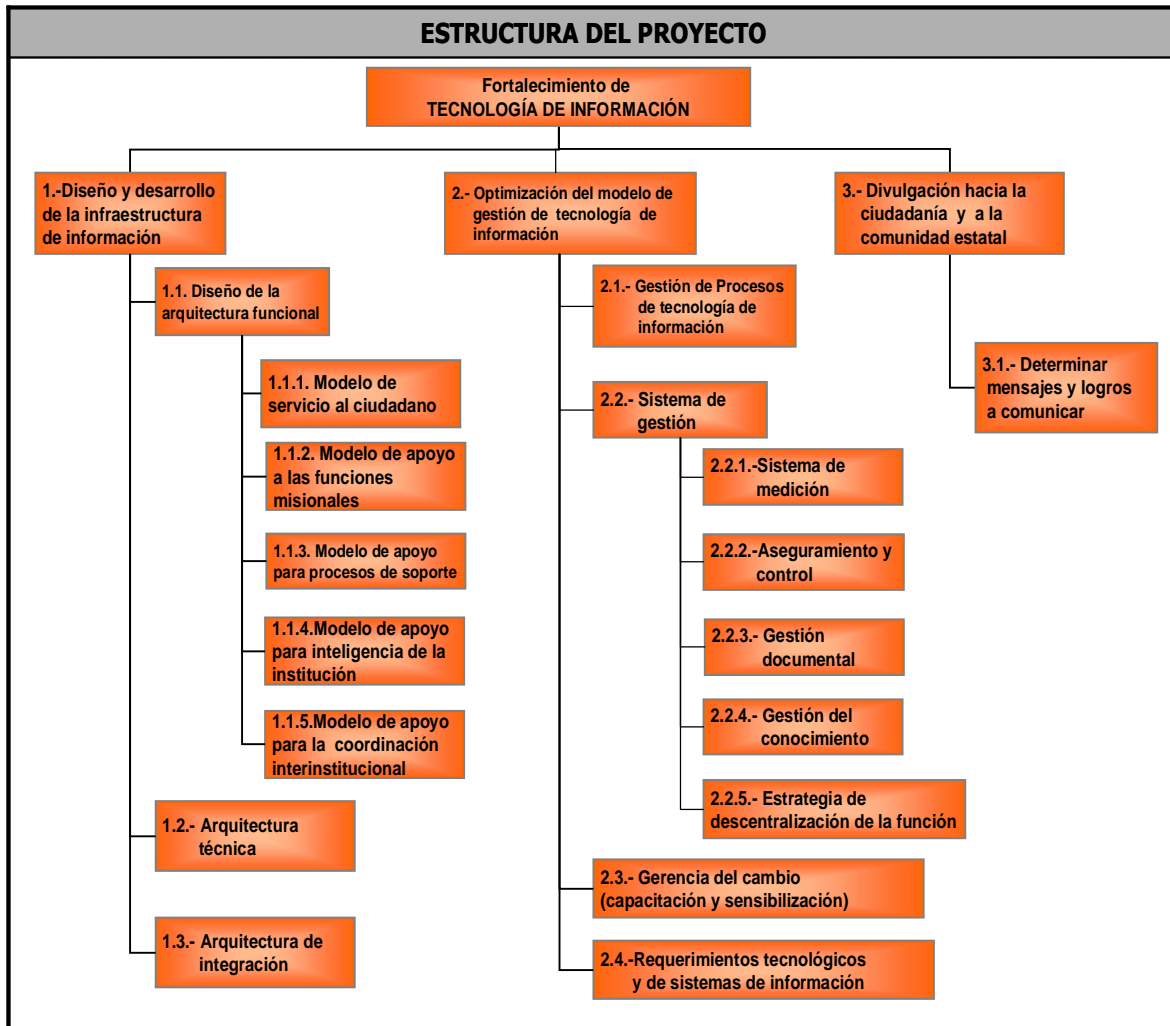 ESTRUCTURA DEL PROYECTO
Fortalecimiento de
TECNOLOGÍA DE INFORMACIÓN
1.-Diseño y desarrollo
de la infraestructura
de información
1.1. Diseño de la
arquitectura funcional
1.1.1. Modelo de
servicio al ciudadano
1.1.2. Modelo de apoyo
a las funciones
misionales
1.1.3. Modelo de apoyo
para procesos de soporte
1.1.4.Modelo de apoyo
para inteligencia de la
institución
1.1.5.Modelo de apoyo
para la coordinación
interinstitucional
1.2.- Arquitectura
técnica
1.3.- Arquitectura de
integración
2.- Optimización del modelo de
gestión de tecnología de
información
2.1.- Gestión de Procesos
de tecnología de
información
2.2.- Sistema de
gestión
2.2.1.-Sistema de
medición
2.2.2.-Aseguramiento y
control
2.2.3.- Gestión
documental
2.2.4.- Gestión del
conocimiento
2.2.5.- Estrategia de
descentralización de la función
2.3.- Gerencia del cambio
(capacitación y sensibilización)
2.4.-Requerimientos tecnológicos
y de sistemas de información
3.- Divulgación hacia la
ciudadanía y a la
comunidad estatal
3.1.- Determinar
mensajes y logros
a comunicar